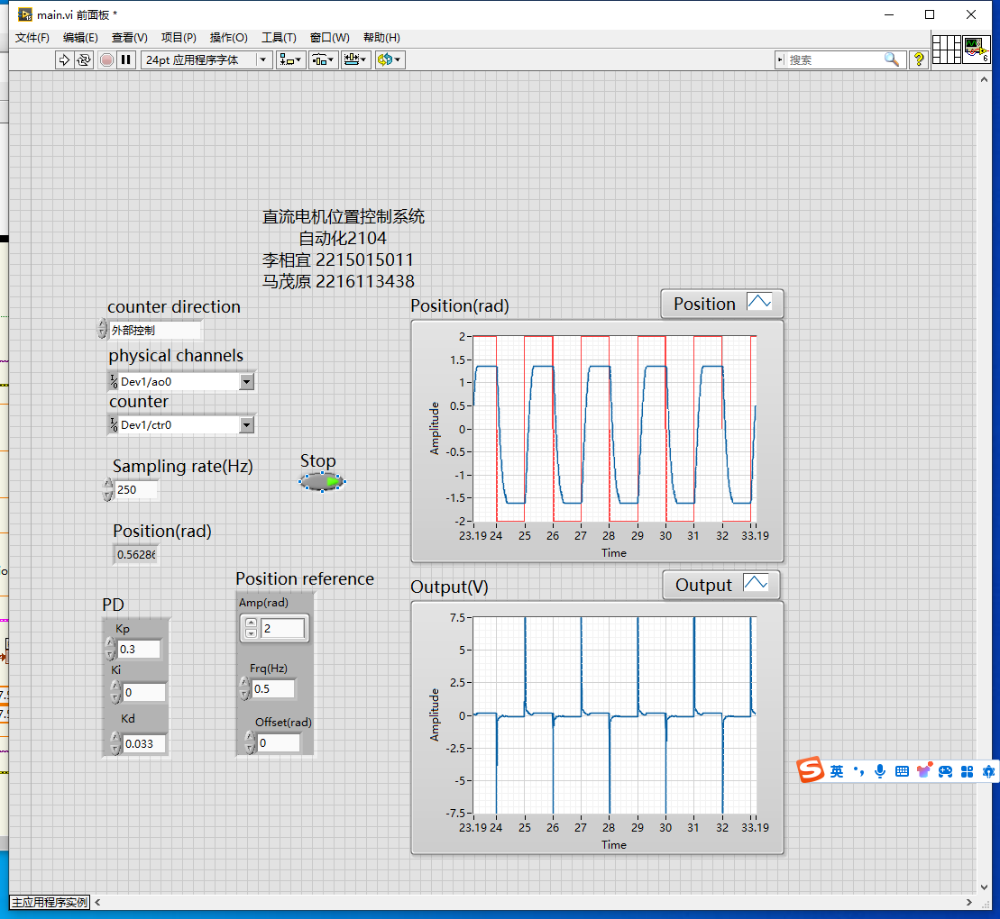 main.vi 前面板 *
文件(F) 编辑(E) 查看(V) 项目(P) 操作(O) 工具(T) 窗口(W) 帮助(H)
24pt 应用程序字体
搜索
?
6
直流电机位置控制系统
自动化2104
李相宜 2215015011
马茂原 2216113438
counter direction
外部控制
physical channels
Dev1/ao0
counter
Dev1/ctr0
Sampling rate(Hz)
250
Stop
Position(rad)
0.56286
PD
Kp
0.3
Ki
0
Kd
0.033
Position reference
Amp(rad)
2
Frq(Hz)
0.5
Offset(rad)
0
Position(rad)
Position
Amplitude
2
1.5
1
0.5
0
-0.5
-1
-1.5
-2
23.19 24 25 26 27 28 29 30 31 32 33.19
Time
Output(V)
Output
Amplitude
7.5
5
2.5
0
-2.5
-5
-7.5
23.19 24 25 26 27 28 29 30 31 32 33.19
Time
英
主应用程序实例